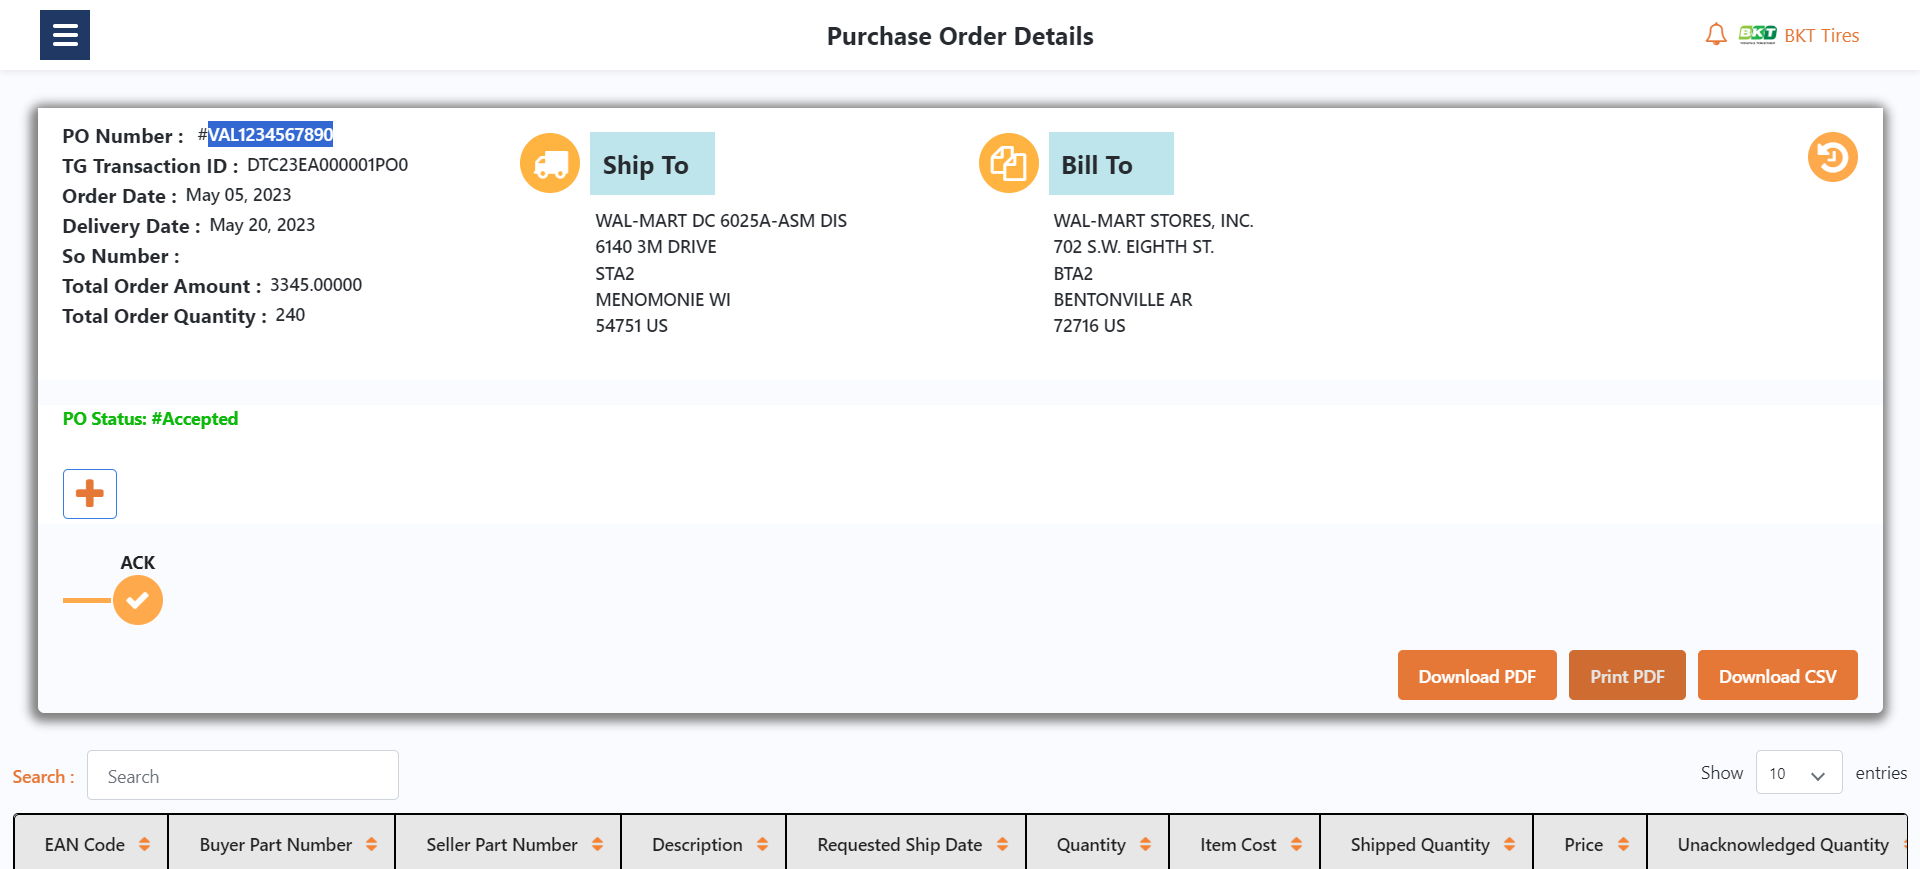 Purchase Order Details
BKT BKT Tires
PO Number : #VAL1234567890
TG Transaction ID : DTC23EA000001PO0
Order Date : May 05, 2023
Delivery Date : May 20, 2023
So Number :
Total Order Amount : 3345.00000
Total Order Quantity : 240
Ship To
WAL-MART DC 6025A-ASM DIS
6140 3M DRIVE
STA2
MENOMONIE WI
54751 US
Bill To
WAL-MART STORES, INC.
702 S.W. EIGHTH ST.
BTA2
BENTONVILLE AR
72716 US
PO Status: #Accepted
ACK
Download PDF Print PDF Download CSV
Search : Search
Show 10 entries
EAN Code Buyer Part Number Seller Part Number Description Requested Ship Date Quantity Item Cost Shipped Quantity Price Unacknowledged Quantity